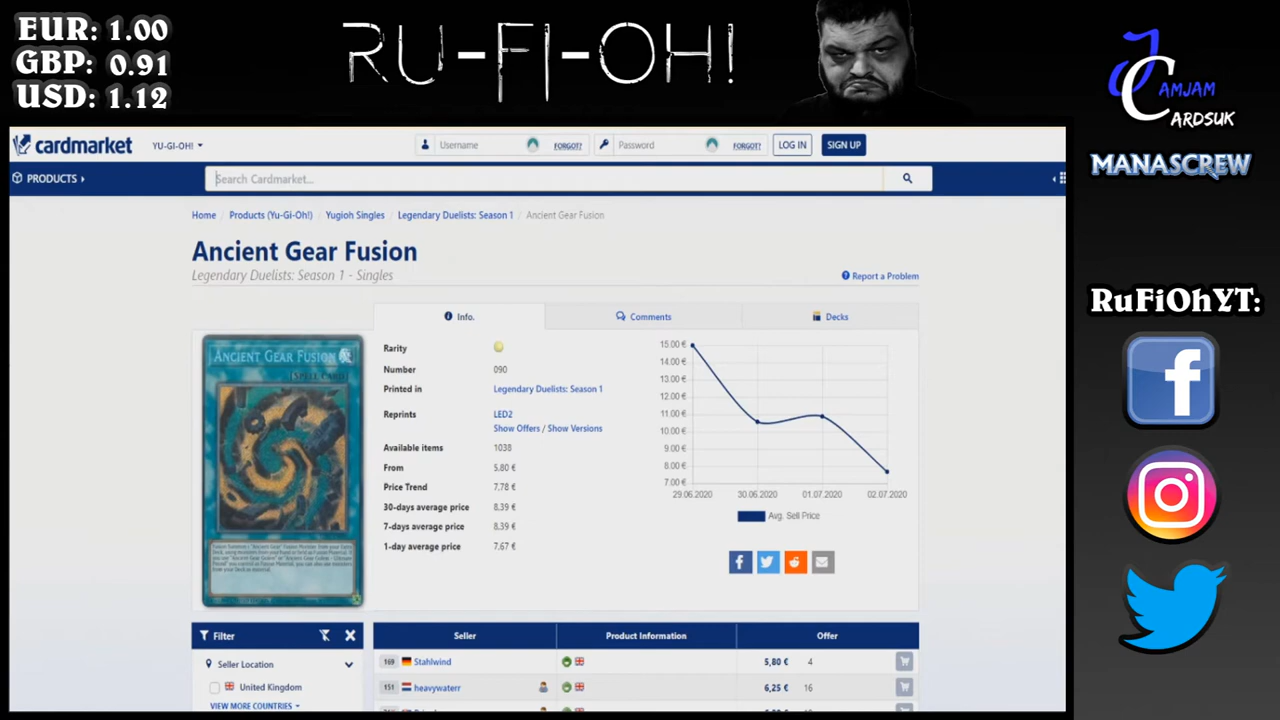 EUR: 1.00
GBP: 0.91
USD: 1.12
RU-FI-OH!
JAMJAM
CARDSUK
MANASCREW
RuFiOhYT:
cardmarket
YU-GI-OH!
Username
FORGOT?
Password
FORGOT?
LOG IN
SIGN UP
PRODUCTS
Search Cardmarket...
Home / Products (Yu-Gi-Oh!) / Yugioh Singles / Legendary Duelists: Season 1 / Ancient Gear Fusion
Ancient Gear Fusion
Legendary Duelists: Season 1 - Singles
Report a Problem
Info.
Comments
Decks
ANCIENT GEAR FUSION
[SPELL CARD]
Rarity
Number 090
Printed in Legendary Duelists: Season 1
Reprints LED2
Show Offers / Show Versions
Available items 1038
From 5,80 €
Price Trend 7,78 €
30-days average price 8,39 €
7-days average price 8,39 €
1-day average price 7,67 €
15.00 €
14.00 €
13.00 €
12.00 €
11.00 €
10.00 €
9.00 €
8.00 €
7.00 €
29.06.2020 30.06.2020 01.07.2020 02.07.2020
Avg. Sell Price
Filter
Seller Location
United Kingdom
VIEW MORE COUNTRIES
Seller Product Information Offer
169 Stahlwind 5,80 € 4
151 heavywaterr 6,25 € 16